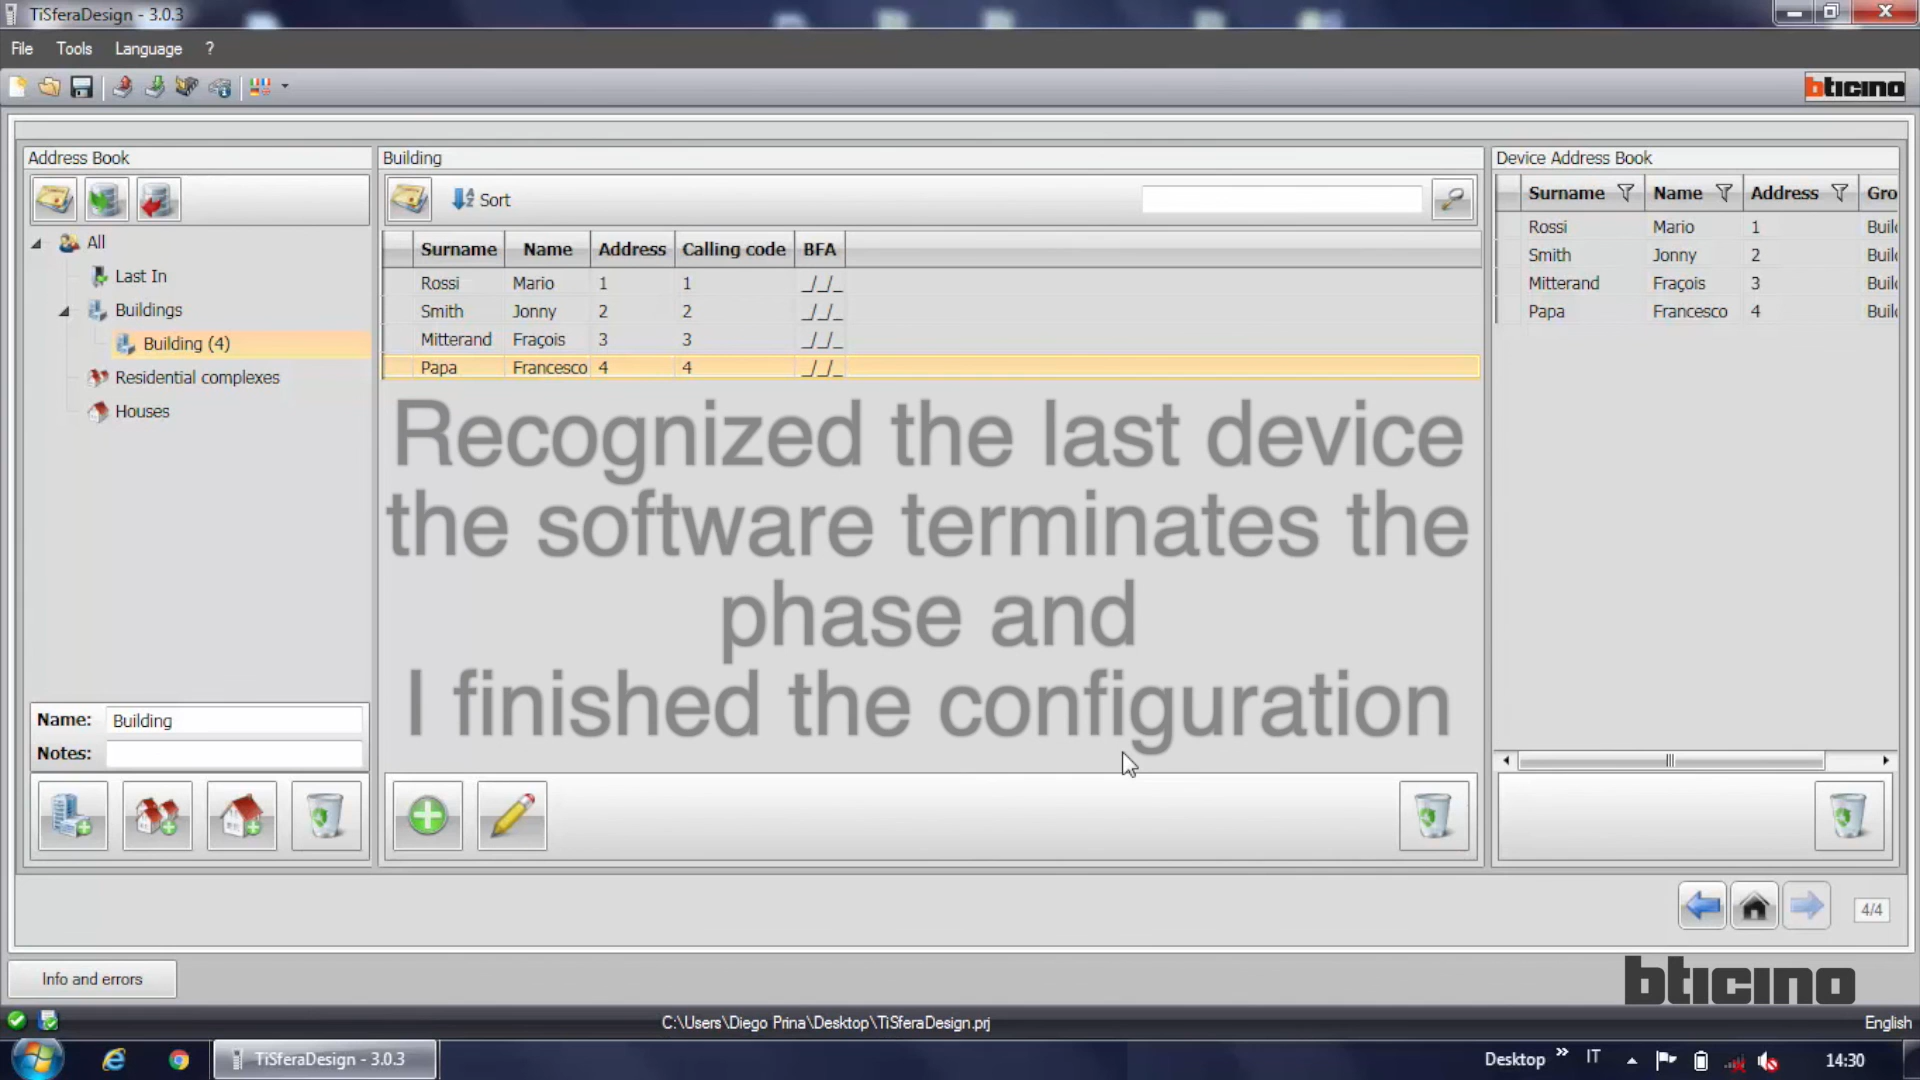 TiSferaDesign - 3.0.3
File Tools Language ?
bticino
Address Book
All
Last In
Buildings
Building (4)
Residential complexes
Houses
Name: Building
Notes:
Building
Sort
Surname Name Address Calling code BFA
Rossi Mario 1 1 _/_/_
Smith Jonny 2 2 _/_/_
Mitterand Fraçois 3 3 _/_/_
Papa Francesco 4 4 _/_/_
Recognized the last device
the software terminates the
phase and
I finished the configuration
Device Address Book
Surname Name Address Gro
Rossi Mario 1 Buil
Smith Jonny 2 Buil
Mitterand Fraçois 3 Buil
Papa Francesco 4 Buil
4/4
Info and errors
bticino
C:\Users\Diego Prina\Desktop\TiSferaDesign.prj
English
TiSferaDesign - 3.0.3
Desktop » IT 14:30